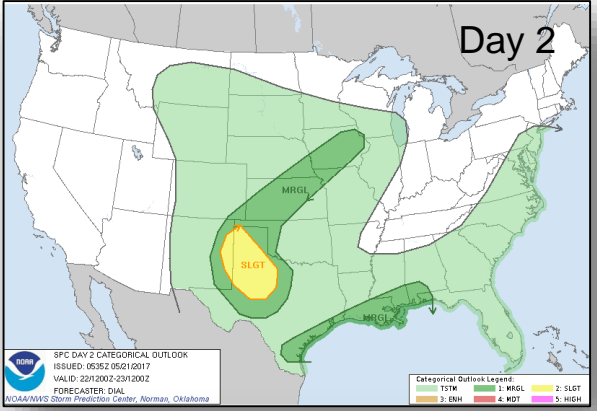 Day 2
MRGL
SLGT
MRGL
NOAA
SPC DAY 2 CATEGORICAL OUTLOOK
ISSUED: 0535Z 05/21/2017
VALID: 22/1200Z-23/1200Z
FORECASTER: DIAL
NOAA/NWS Storm Prediction Center, Norman, Oklahoma
Categorical Outlook Legend:
TSTM 1: MRGL 2: SLGT
3: ENH 4: MDT 5: HIGH